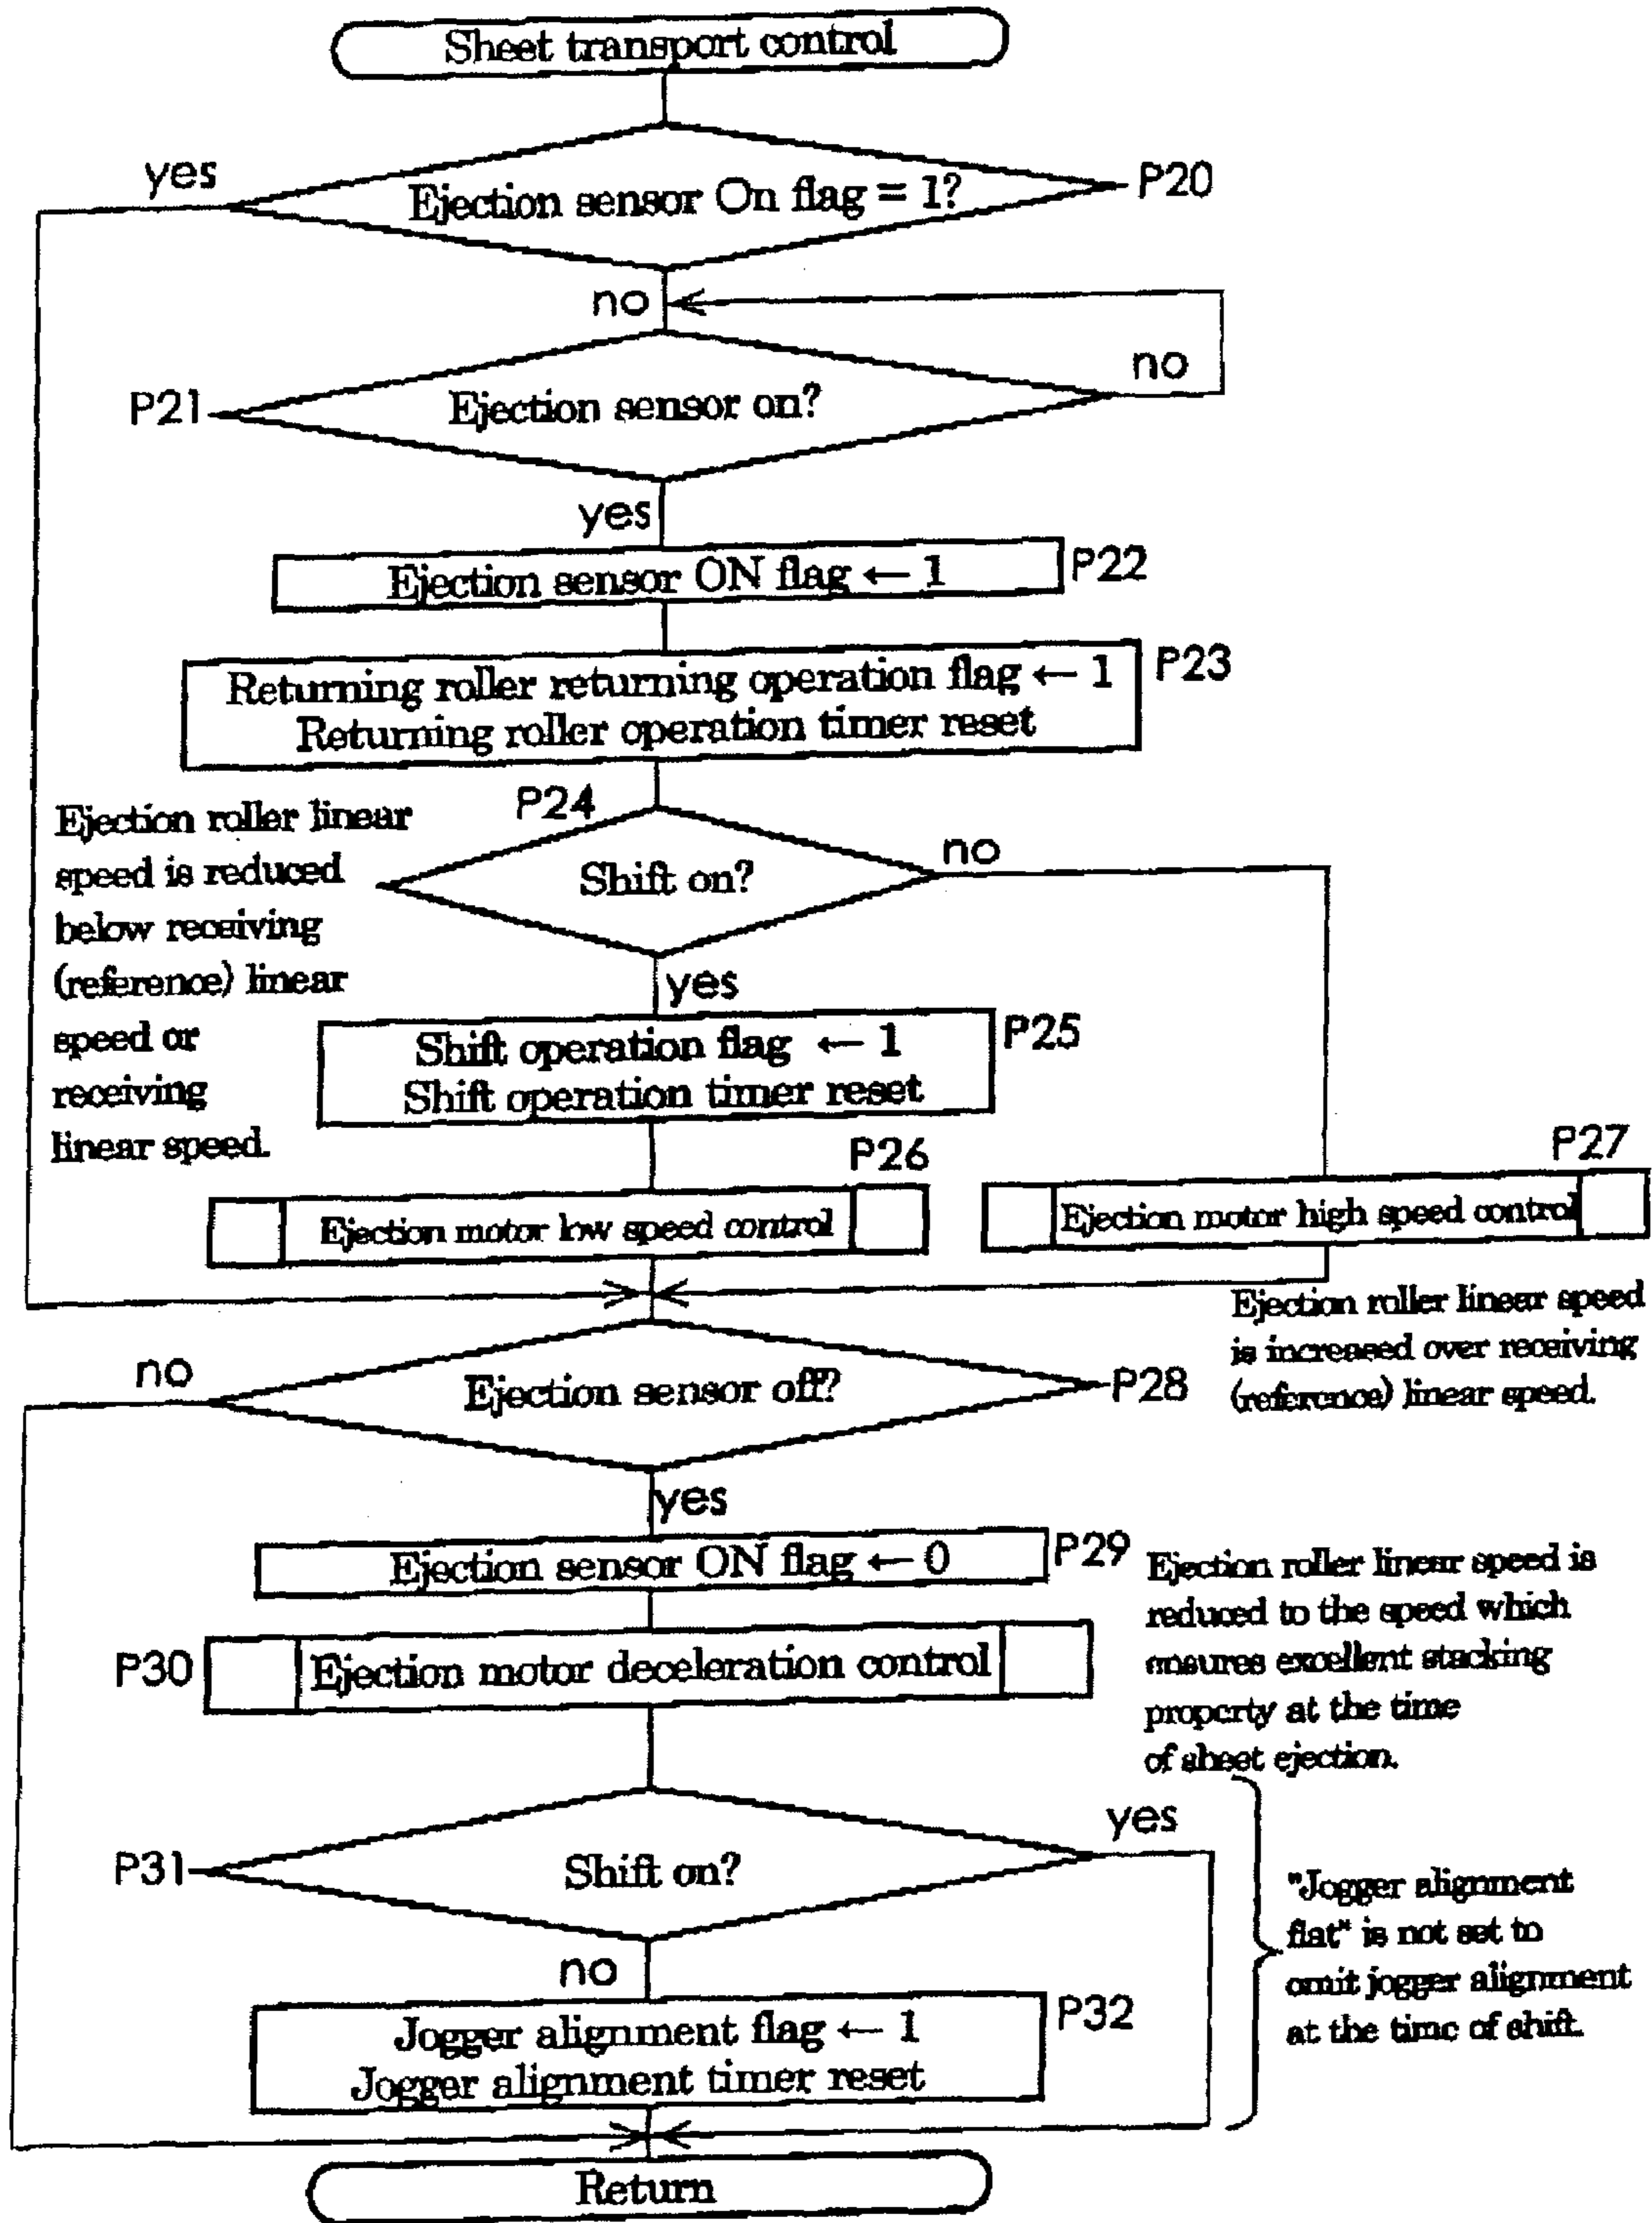 Sheet transport control
yes
Ejection sensor On flag = 1?
P20
no
no
P21
Ejection sensor on?
yes
Ejection sensor ON flag ← 1
P22
Returning roller returning operation flag ← 1
Returning roller operation timer reset
P23
P24
Shift on?
no
Ejection roller linear
speed is reduced
below receiving
(reference) linear
speed or
receiving
linear speed.
yes
Shift operation flag ← 1
Shift operation timer reset
P25
P26
Ejection motor low speed control
P27
Ejection motor high speed control
Ejection roller linear speed
is increased over receiving
(reference) linear speed.
no
Ejection sensor off?
P28
yes
Ejection sensor ON flag ← 0
P29
Ejection roller linear speed is
reduced to the speed which
ensures excellent stacking
property at the time
of sheet ejection.
P30
Ejection motor deceleration control
yes
P31
Shift on?
"Jogger alignment
flat" is not set to
omit jogger alignment
at the time of shift.
no
Jogger alignment flag ← 1
Jogger alignment timer reset
P32
Return